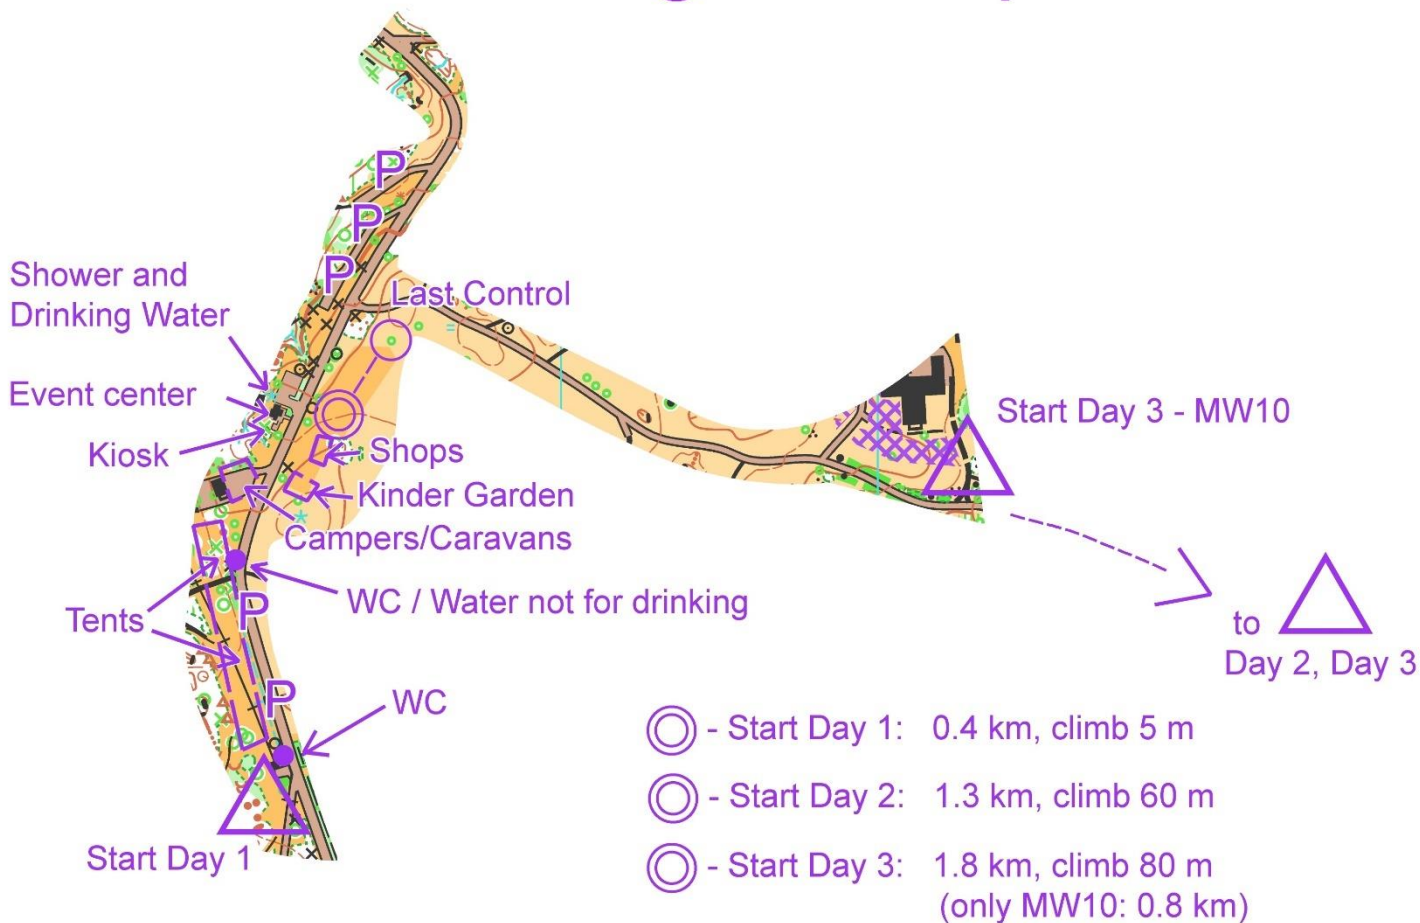 P
P
P
Last Control
Shower and
Drinking Water
Event center
Kiosk
Start Day 3 - MW10
Shops
Kinder Garden
Campers/Caravans
WC / Water not for drinking
P
Tents
to
Day 2, Day 3
P
WC
Start Day 1
- Start Day 1: 0.4 km, climb 5 m
- Start Day 2: 1.3 km, climb 60 m
- Start Day 3: 1.8 km, climb 80 m
(only MW10: 0.8 km)